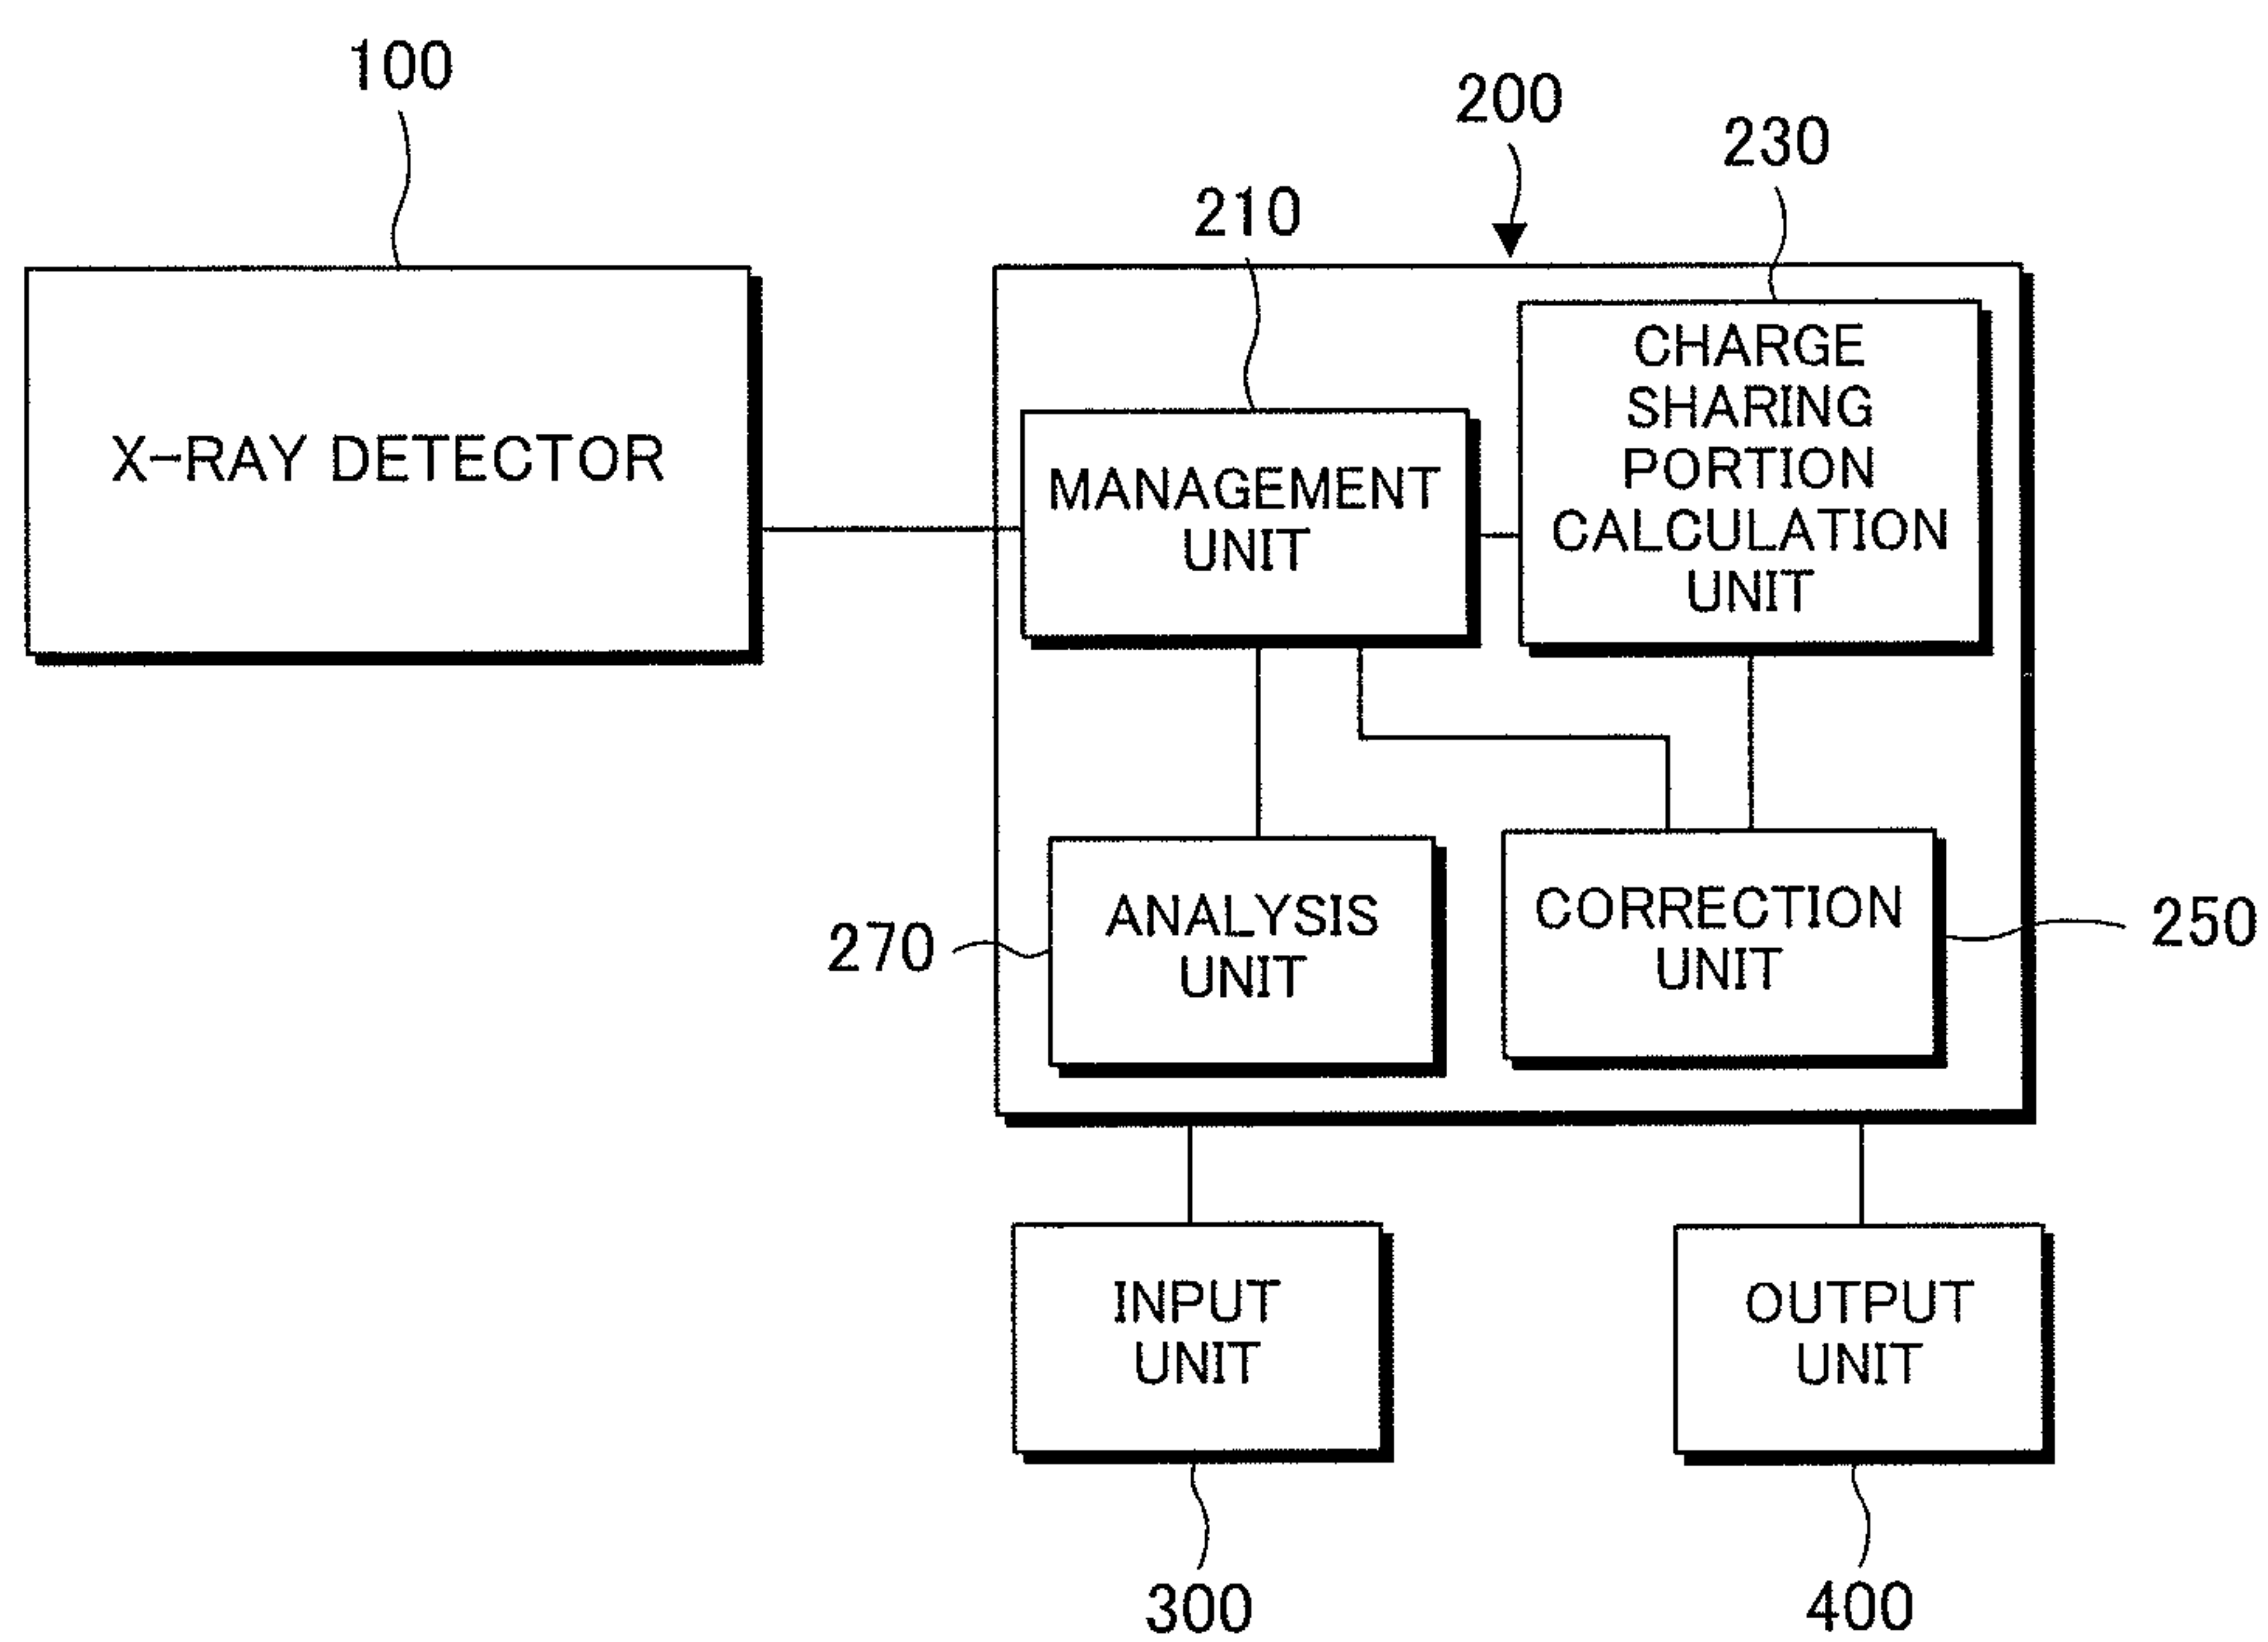 100
200
230
210
X-RAY DETECTOR
MANAGEMENT
UNIT
CHARGE
SHARING
PORTION
CALCULATION
UNIT
270
ANALYSIS
UNIT
CORRECTION
UNIT
250
INPUT
UNIT
OUTPUT
UNIT
300
400